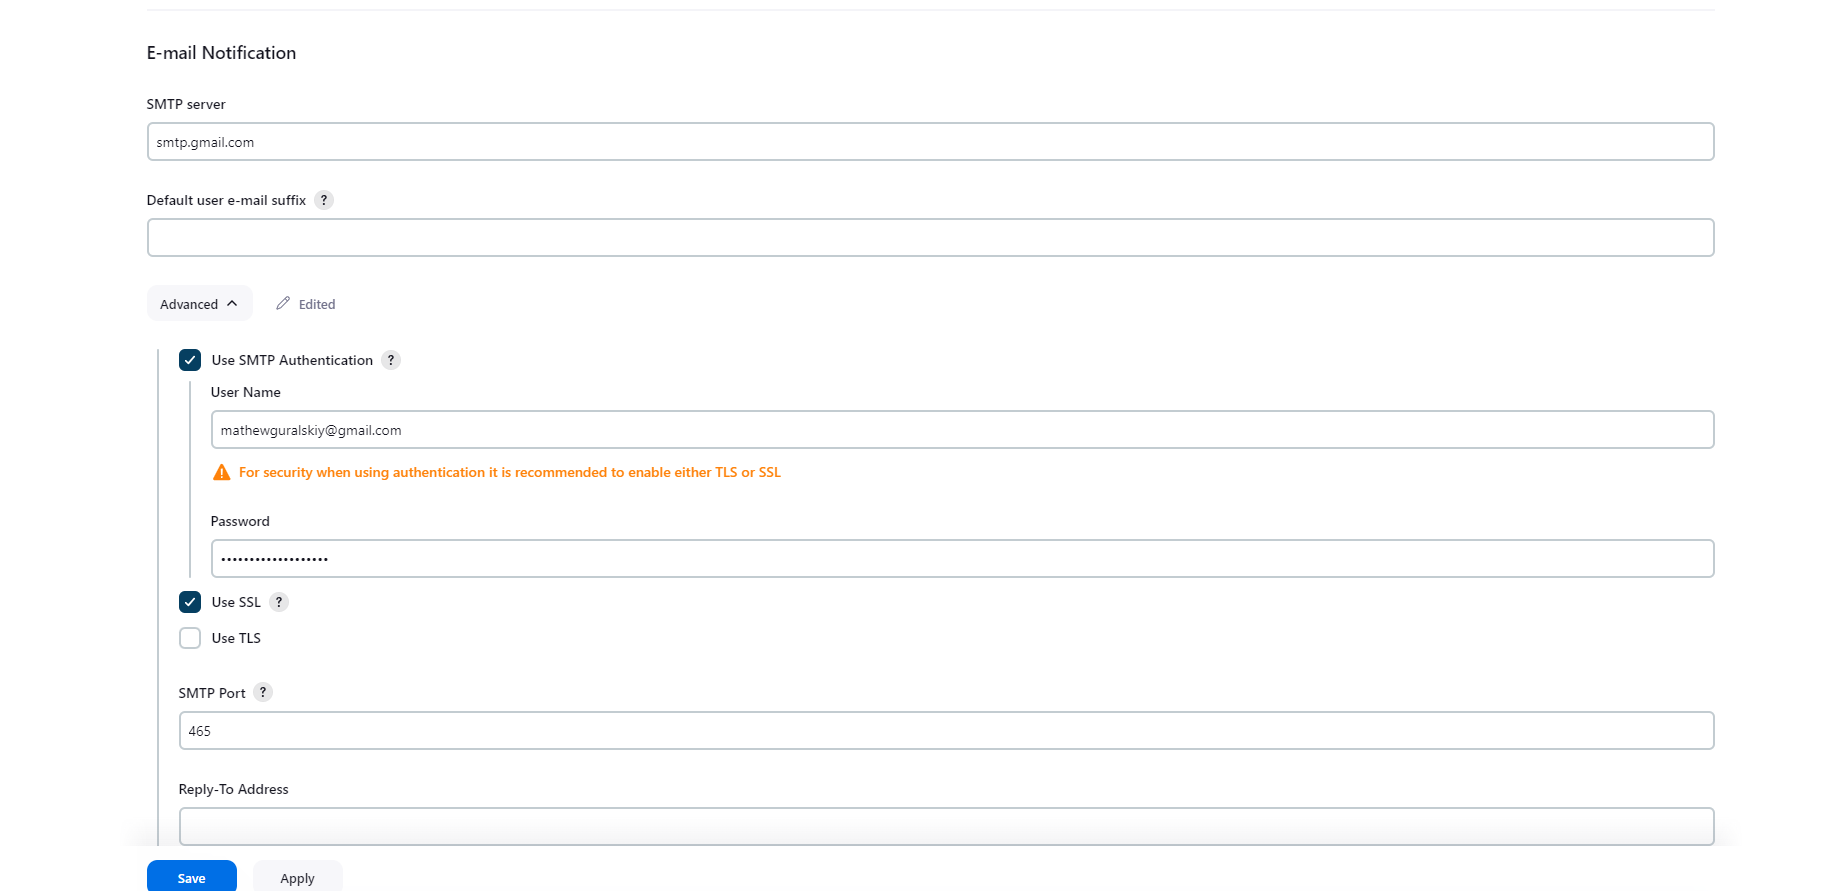 E-mail Notification
SMTP server
smtp.gmail.com
Default user e-mail suffix ?
Advanced Edited
Use SMTP Authentication ?
User Name
mathewguralskiy@gmail.com
For security when using authentication it is recommended to enable either TLS or SSL
Password
•••••••••••••••••••
Use SSL ?
Use TLS
SMTP Port ?
465
Reply-To Address
Save Apply